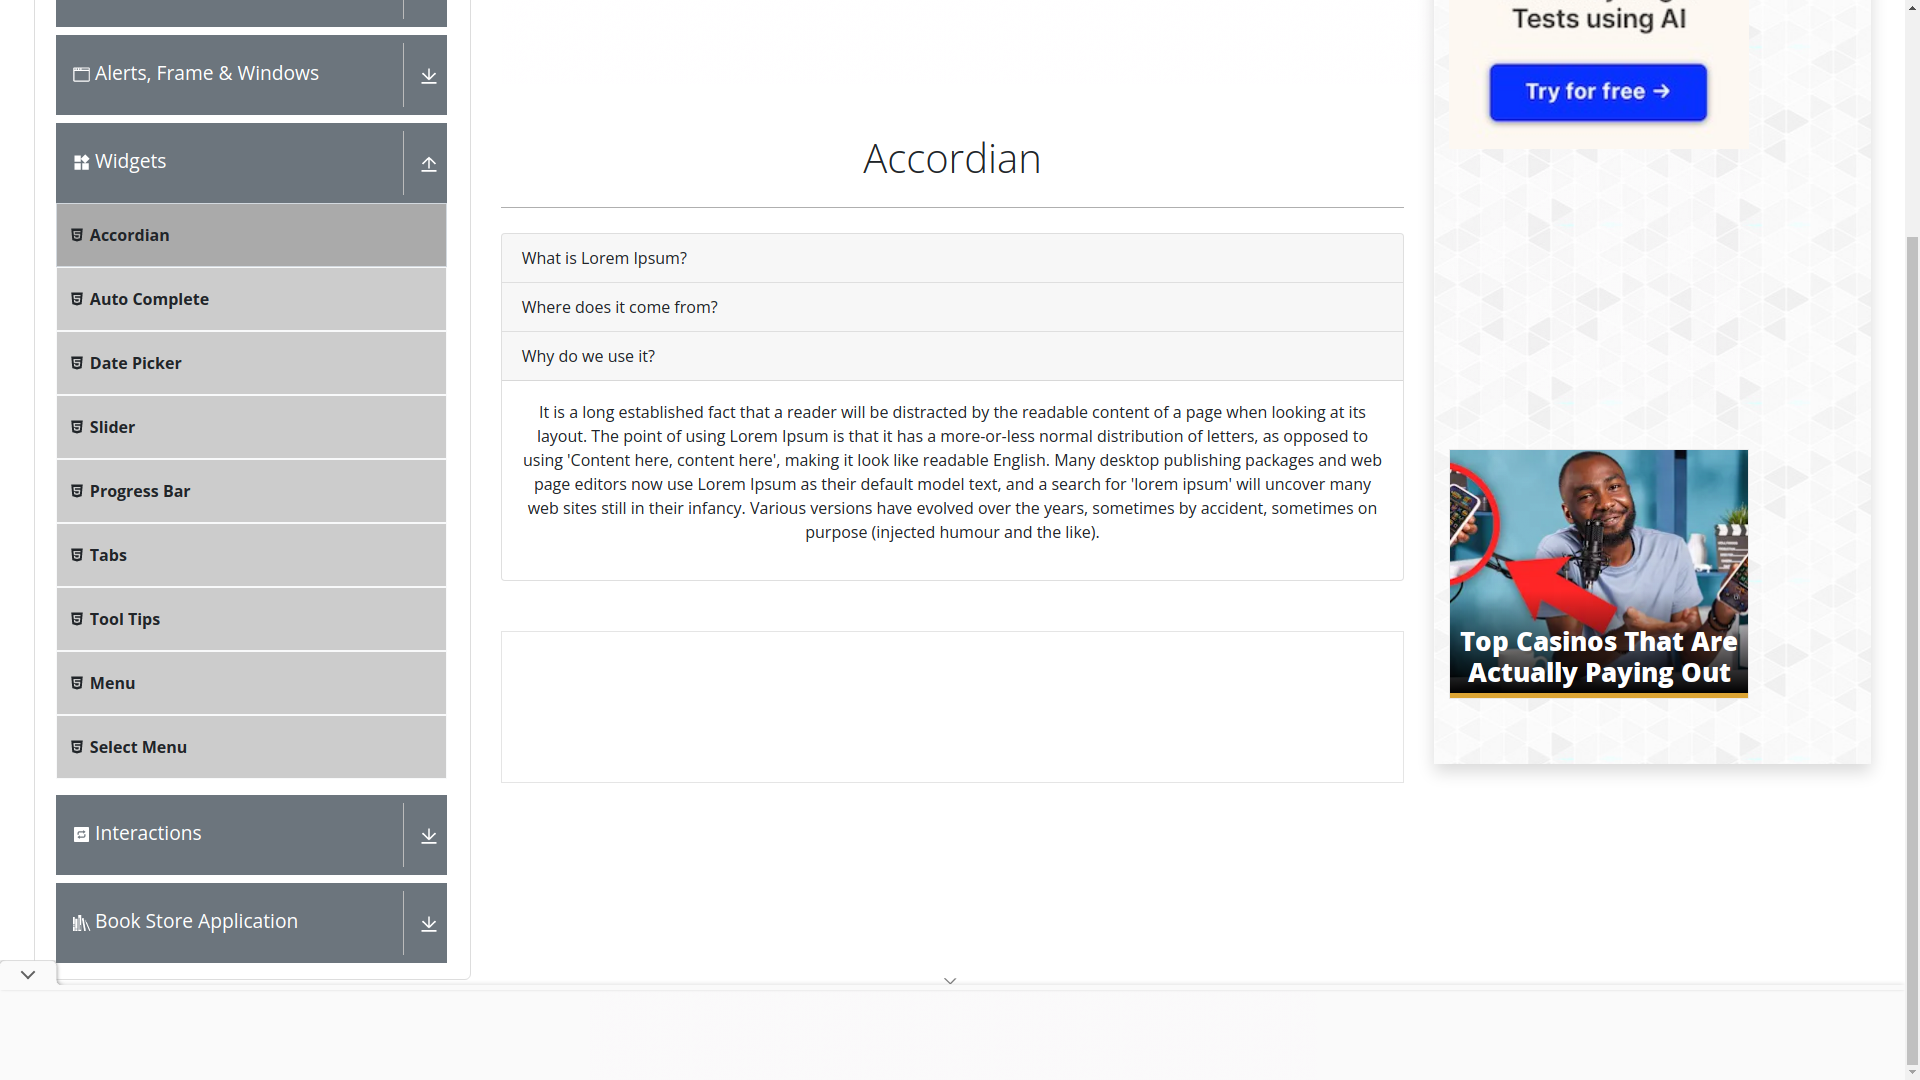 Alerts, Frame & Windows
Widgets
Accordian
Auto Complete
Date Picker
Slider
Progress Bar
Tabs
Tool Tips
Menu
Select Menu
Interactions
Book Store Application
Accordian
What is Lorem Ipsum?
Where does it come from?
Why do we use it?
It is a long established fact that a reader will be distracted by the readable content of a page when looking at its
layout. The point of using Lorem Ipsum is that it has a more-or-less normal distribution of letters, as opposed to
using 'Content here, content here', making it look like readable English. Many desktop publishing packages and web
page editors now use Lorem Ipsum as their default model text, and a search for 'lorem ipsum' will uncover many
web sites still in their infancy. Various versions have evolved over the years, sometimes by accident, sometimes on
purpose (injected humour and the like).
Tests using AI
Try for free →
Top Casinos That Are
Actually Paying Out